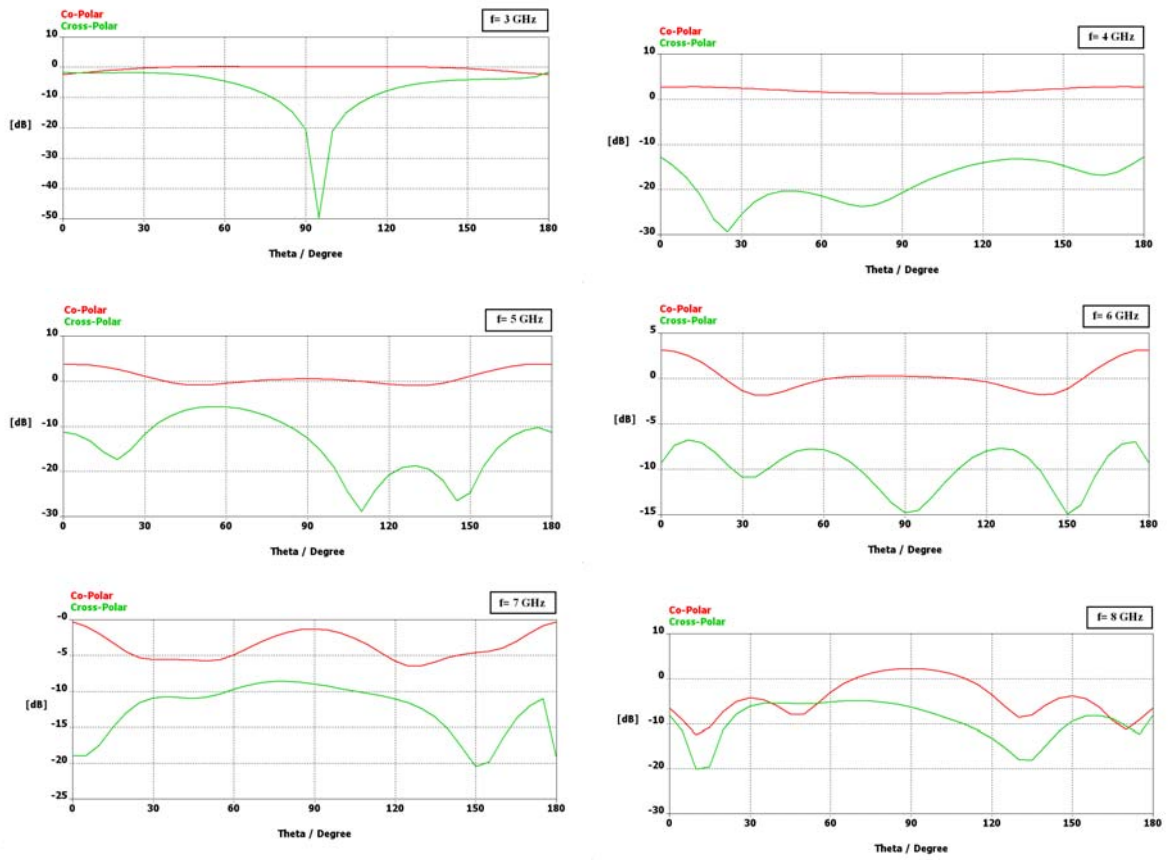 Co-Polar
Cross-Polar
f= 3 GHz
10
0
-10
[dB] -20
-30
-40
-50
0 30 60 90 120 150 180
Theta / Degree
Co-Polar
Cross-Polar
f= 4 GHz
10
0
[dB] -10
-20
-30
0 30 60 90 120 150 180
Theta / Degree
Co-Polar
Cross-Polar
f= 5 GHz
10
0
[dB] -10
-20
-30
0 30 60 90 120 150 180
Theta / Degree
Co-Polar
Cross-Polar
f= 6 GHz
5
0
[dB] -5
-10
-15
0 30 60 90 120 150 180
Theta / Degree
Co-Polar
Cross-Polar
f= 7 GHz
-0
-5
-10
[dB]
-15
-20
-25
0 30 60 90 120 150 180
Theta / Degree
Co-Polar
Cross-Polar
f= 8 GHz
10
0
[dB] -10
-20
-30
0 30 60 90 120 150 180
Theta / Degree